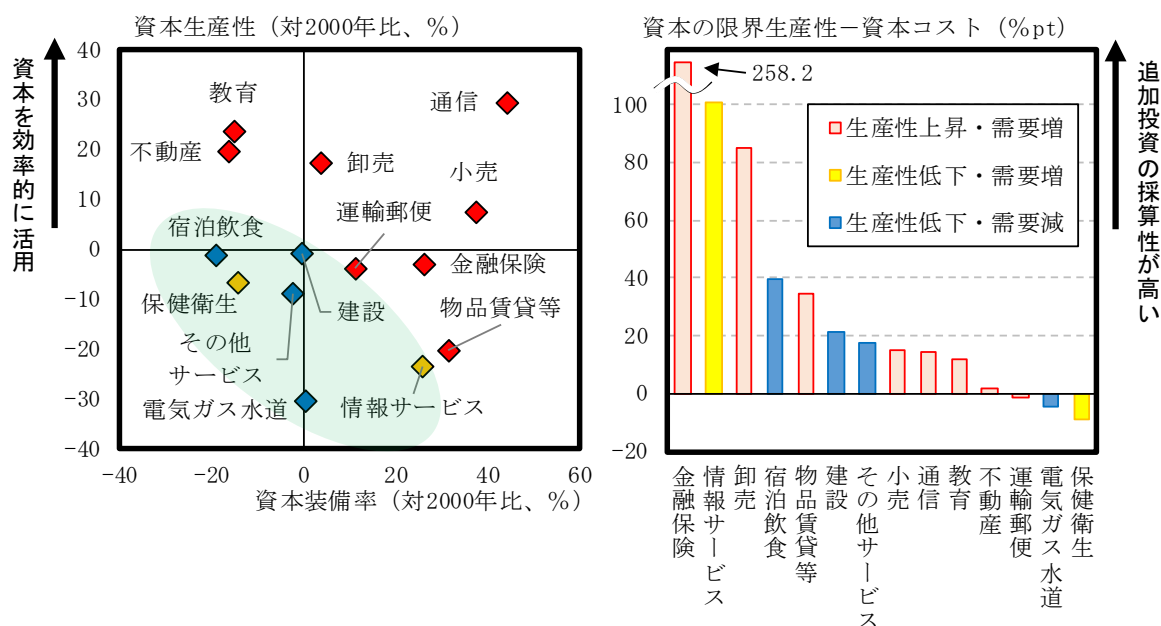 資本生産性（対2000年比、％）
資本を効率的に活用
40
30
20
10
0
-10
-20
-30
-40
-40
-20
0
20
40
60
資本装備率（対2000年比、％）
教育
不動産
通信
卸売
小売
運輸郵便
宿泊飲食
金融保険
保健衛生
建設
物品賃貸等
その他
サービス
電気ガス水道
情報サービス
資本の限界生産性－資本コスト（％pt）
追加投資の採算性が高い
258.2
100
80
60
40
20
0
-20
生産性上昇・需要増
生産性低下・需要増
生産性低下・需要減
金融保険
情報サービス
卸売
宿泊飲食
物品賃貸等
建設
その他サービス
小売
通信
教育
不動産
運輸郵便
電気ガス水道
保健衛生